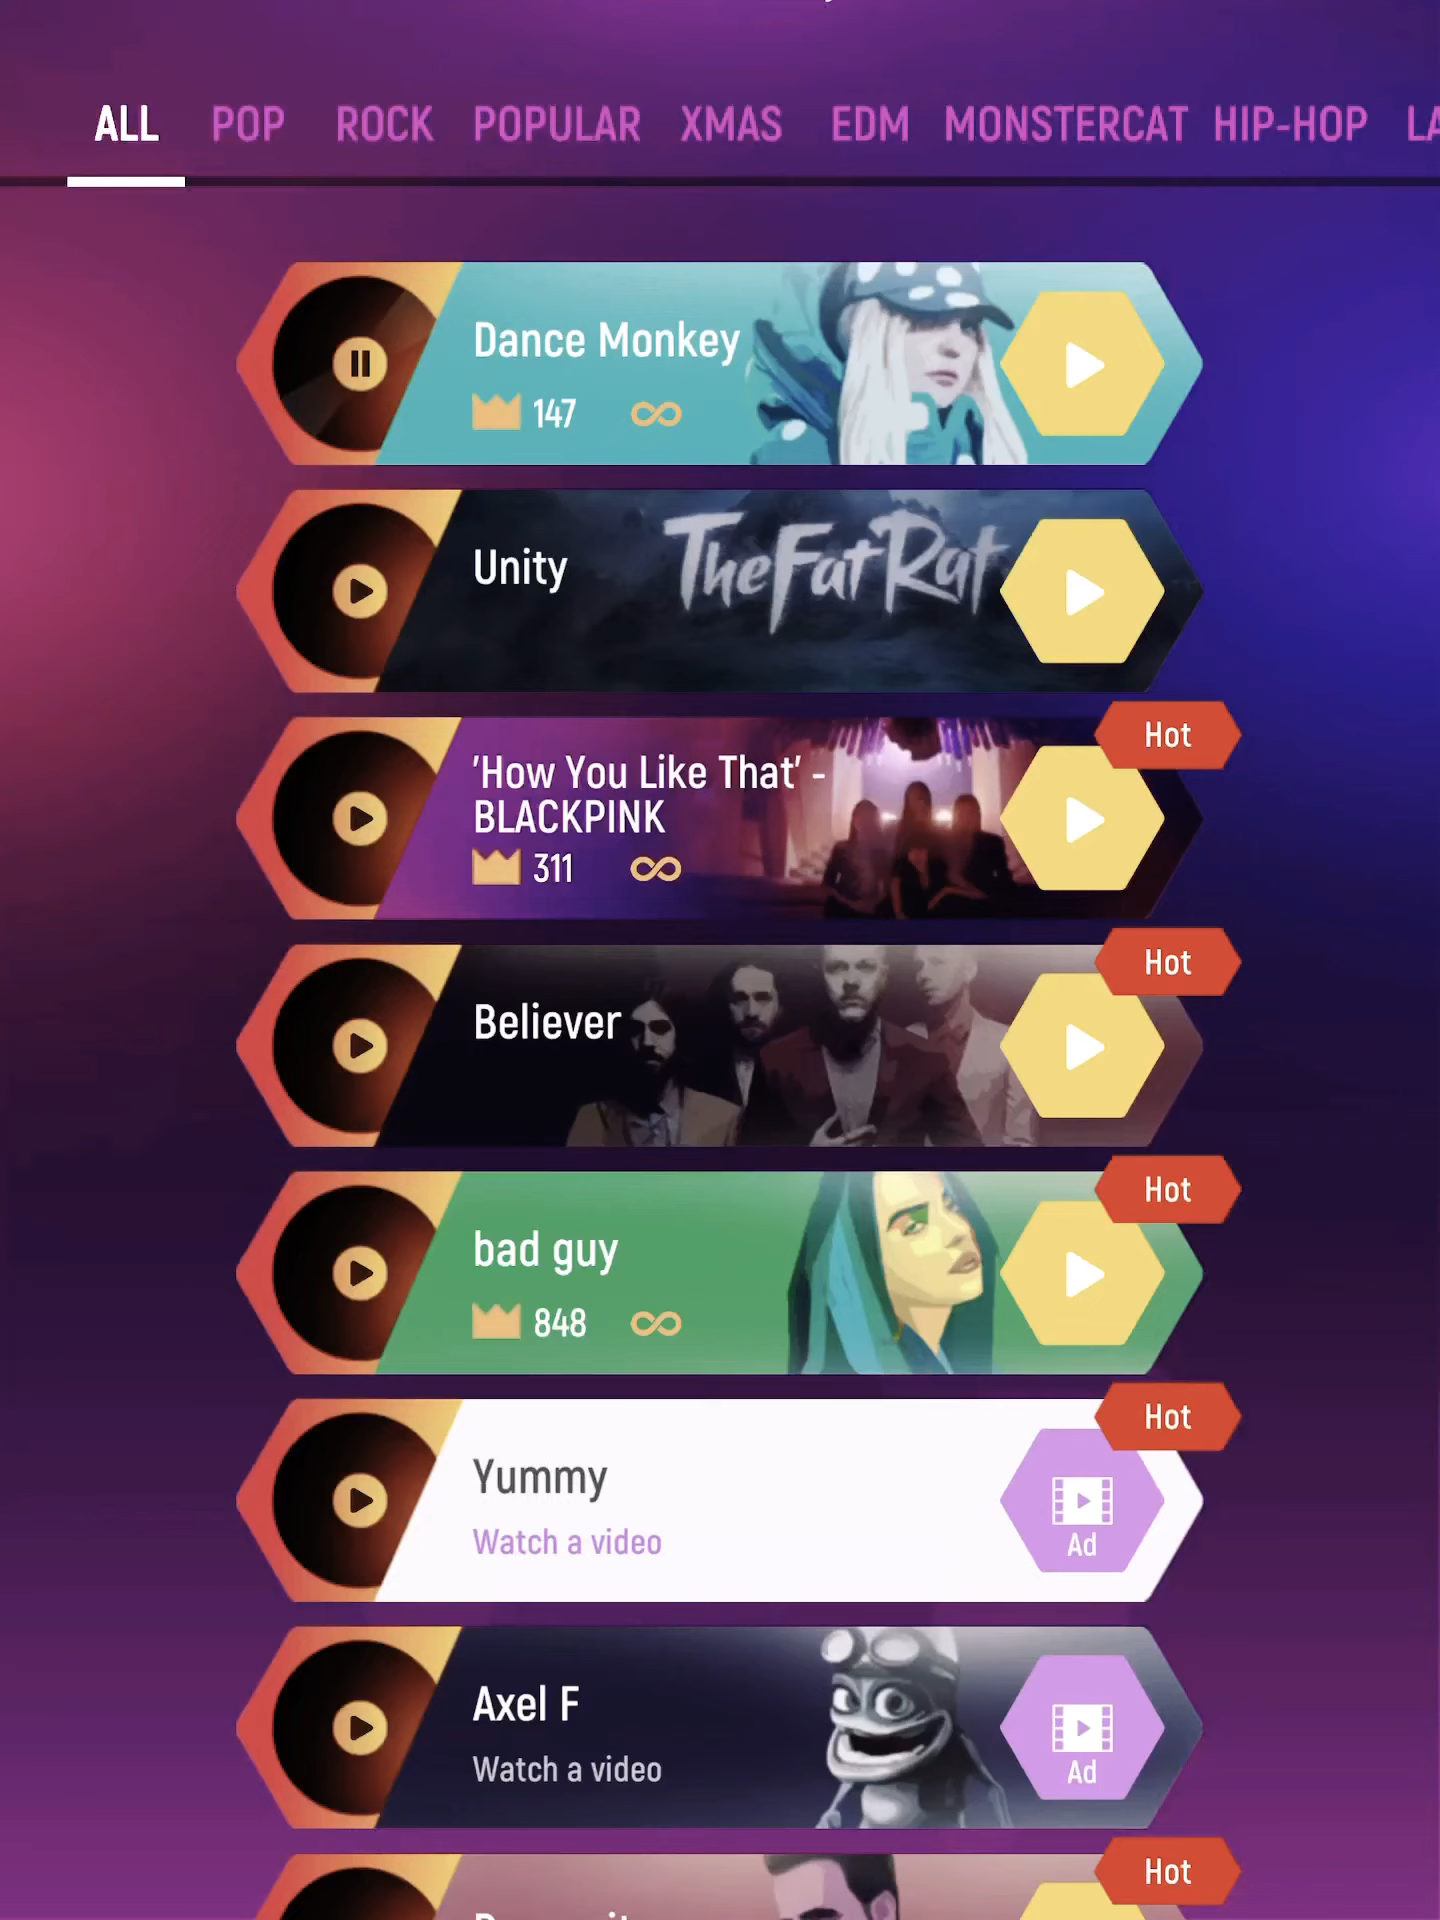 ALL POP ROCK POPULAR XMAS EDM MONSTERCAT HIP-HOP
Dance Monkey
147
Unity
TheFatRat
Hot
'How You Like That' -
BLACKPINK
311
Hot
Believer
Hot
bad guy
848
Hot
Yummy
Watch a video
Ad
Axel F
Watch a video
Ad
Hot